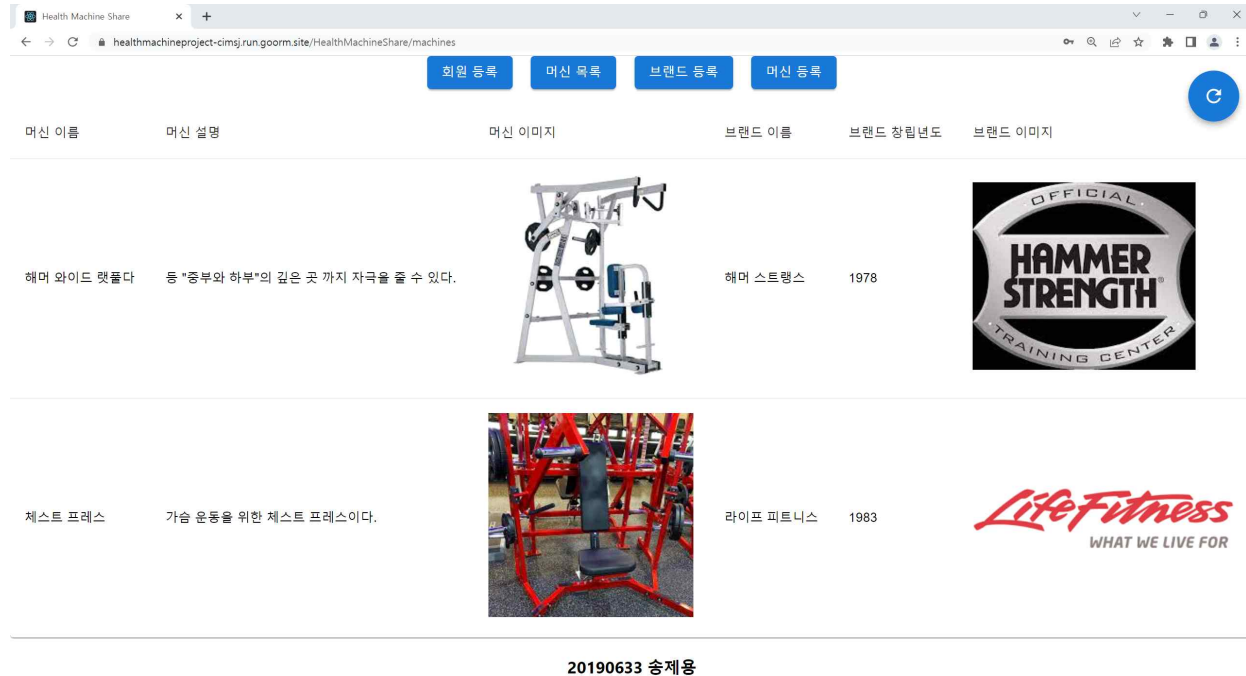 Health Machine Share
healthmachineproject-cimsj.run.goorm.site/HealthMachineShare/machines
회원 등록 머신 목록 브랜드 등록 머신 등록
머신 이름 머신 설명 머신 이미지 브랜드 이름 브랜드 창립년도 브랜드 이미지
해머 와이드 랫풀다 등 "중부와 하부"의 깊은 곳 까지 자극을 줄 수 있다. 해머 스트랭스 1978
OFFICIAL
HAMMER
STRENGTH®
TRAINING CENTER
체스트 프레스 가슴 운동을 위한 체스트 프레스이다. 라이프 피트니스 1983
LifeFitness
WHAT WE LIVE FOR
20190633 송제용